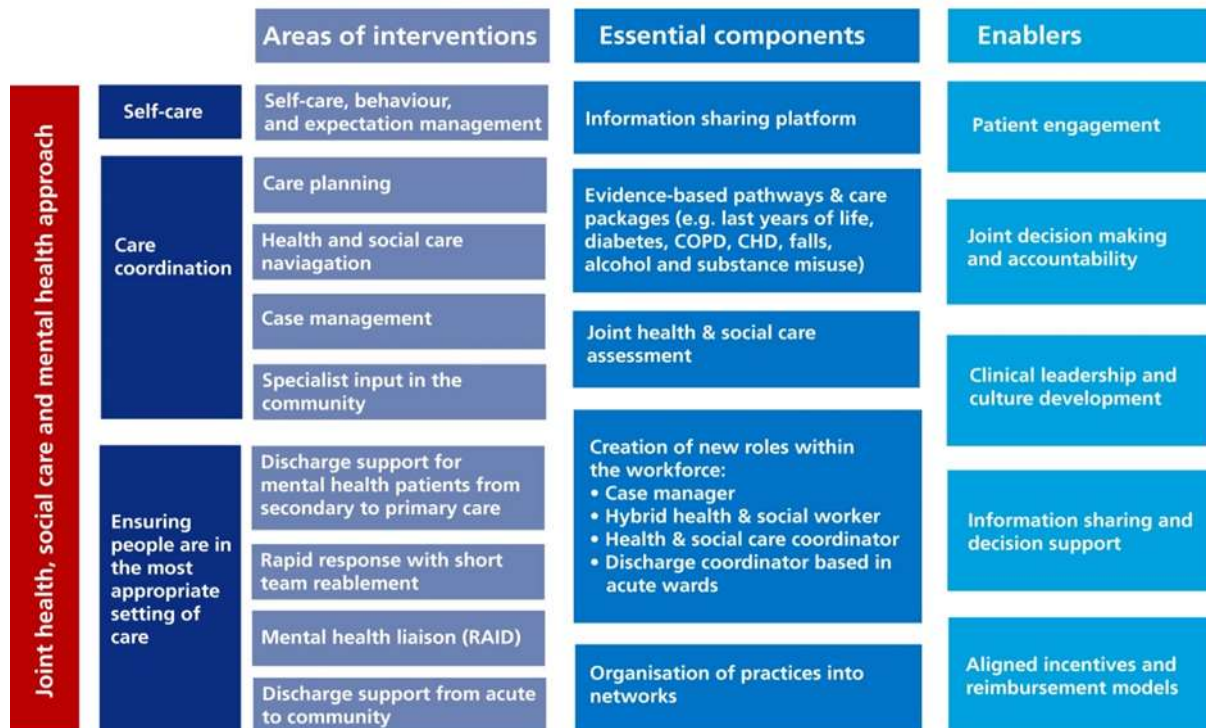 Areas of interventions
Essential components
Enablers
Joint health, social care and mental health approach
Self-care
Self-care, behaviour,
and expectation management
Care
coordination
Care planning
Health and social care
naviagation
Case management
Specialist input in the
community
Ensuring
people are in
the most
appropriate
setting of
care
Discharge support for
mental health patients from
secondary to primary care
Rapid response with short
team reablement
Mental health liaison (RAID)
Discharge support from acute
to community
Information sharing platform
Evidence-based pathways & care
packages (e.g. last years of life,
diabetes, COPD, CHD, falls,
alcohol and substance misuse)
Joint health & social care
assessment
Creation of new roles within
the workforce:
• Case manager
• Hybrid health & social worker
• Health & social care coordinator
• Discharge coordinator based in
acute wards
Organisation of practices into
networks
Patient engagement
Joint decision making
and accountability
Clinical leadership and
culture development
Information sharing and
decision support
Aligned incentives and
reimbursement models